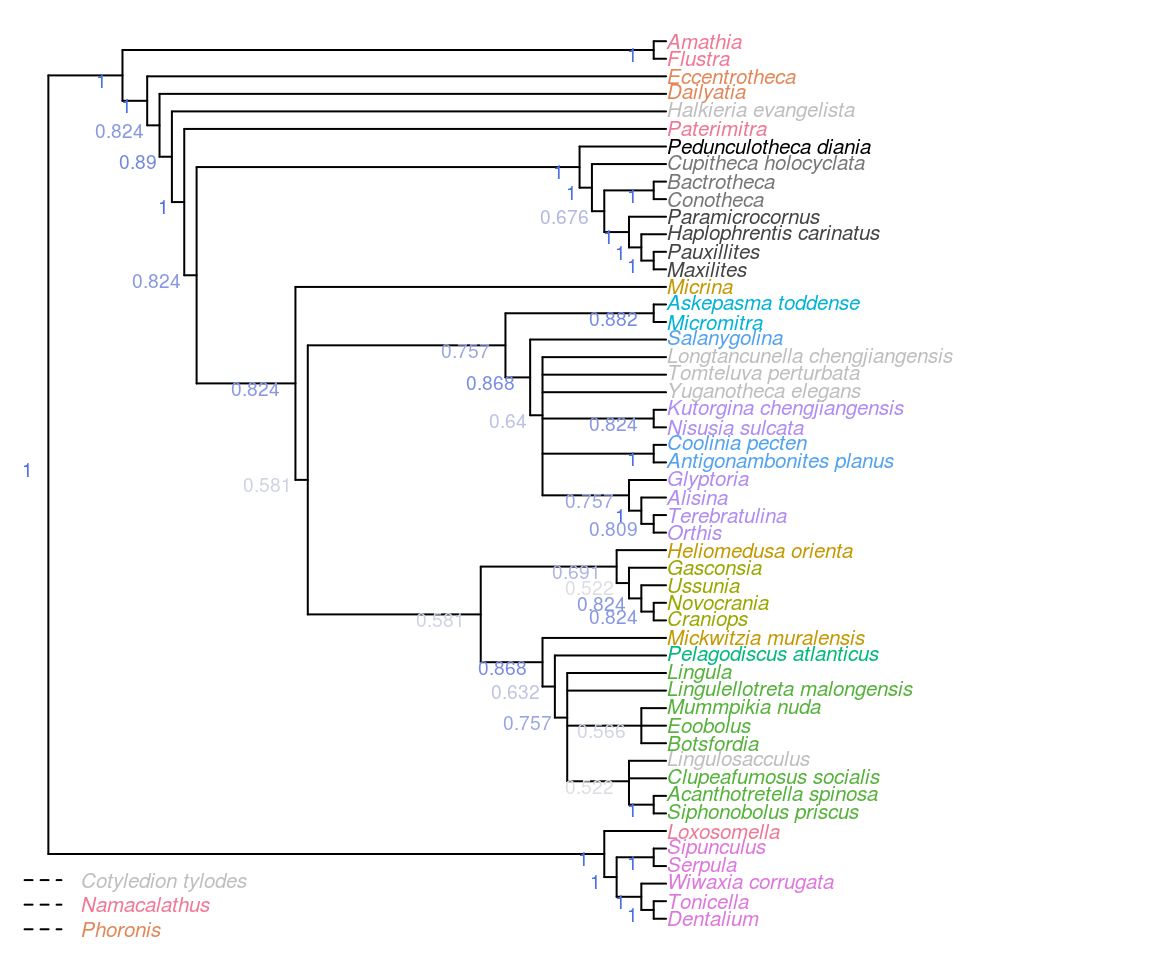 Amathia
1
Flustra
Eccentrotheca
1
1
Dailyatia
Halkieria evangelista
0.824
Paterimitra
Pedunculotheca diania
0.89
Cupitheca holocyclata
1
Bactrotheca
1
1
Conotheca
1
0.676
Paramicrocornus
Haplophrentis carinatus
1
Pauxillites
1
1
Maxilites
0.824
Micrina
Askepasma toddense
0.882
Micromitra
Salanygolina
0.757
Longtancunella chengjiangensis
Tomteluva perturbata
0.868
0.824
Yuganotheca elegans
Kutorgina chengjiangensis
0.64
0.824
Nisusia sulcata
Coolinia pecten
1
1
Antigonambonites planus
Glyptoria
0.581
Alisina
0.757
1
Terebratulina
0.809
Orthis
Heliomedusa orienta
Gasconsia
0.691
0.522
Ussunia
Novocrania
0.824
0.824
Craniops
0.581
Mickwitzia muralensis
Pelagodiscus atlanticus
0.868
Lingula
Lingulellotreta malongensis
0.632
Mummpikia nuda
0.757
Eoobolus
0.566
Botsfordia
Lingulosacculus
Clupeafumosus socialis
0.522
Acanthotretella spinosa
1
Siphonobolus priscus
Loxosomella
Sipunculus
1
1
Serpula
1
Wiwaxia corrugata
1
Tonicella
1
Dentalium
Cotyledion tylodes
Namacalathus
Phoronis